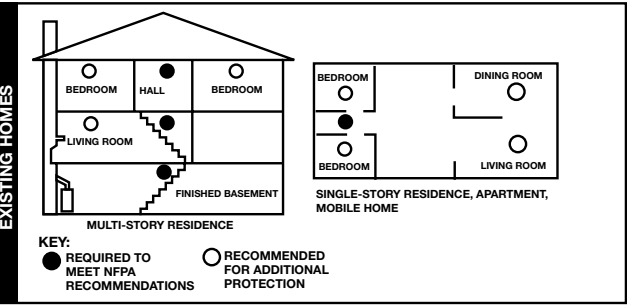 EXISTING HOMES
BEDROOM
HALL
BEDROOM
LIVING ROOM
FINISHED BASEMENT
MULTI-STORY RESIDENCE
BEDROOM
DINING ROOM
BEDROOM
LIVING ROOM
SINGLE-STORY RESIDENCE, APARTMENT,
MOBILE HOME
KEY:
REQUIRED TO
MEET NFPA
RECOMMENDATIONS
RECOMMENDED
FOR ADDITIONAL
PROTECTION